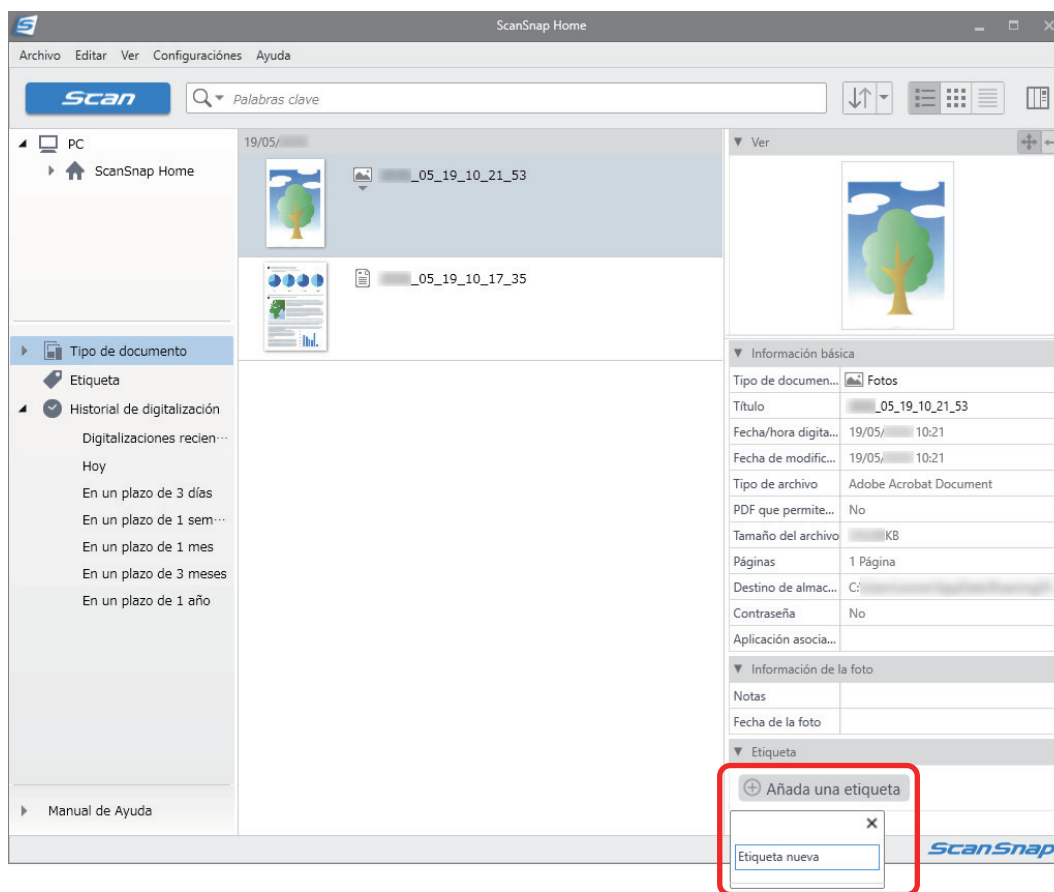 ScanSnap Home
Archivo Editar Ver Configuraciónes Ayuda
Scan
Palabras clave
PC
ScanSnap Home
Tipo de documento
Etiqueta
Historial de digitalización
Digitalizaciones recien...
Hoy
En un plazo de 3 días
En un plazo de 1 sem...
En un plazo de 1 mes
En un plazo de 3 meses
En un plazo de 1 año
Manual de Ayuda
19/05/
_05_19_10_21_53
_05_19_10_17_35
Ver
Información básica
Tipo de documen... Fotos
Título _05_19_10_21_53
Fecha/hora digita... 19/05/ 10:21
Fecha de modific... 19/05/ 10:21
Tipo de archivo Adobe Acrobat Document
PDF que permite... No
Tamaño del archivo KB
Páginas 1 Página
Destino de almac... C:
Contraseña No
Aplicación asocia...
Información de la foto
Notas
Fecha de la foto
Etiqueta
Añada una etiqueta
Etiqueta nueva
ScanSnap